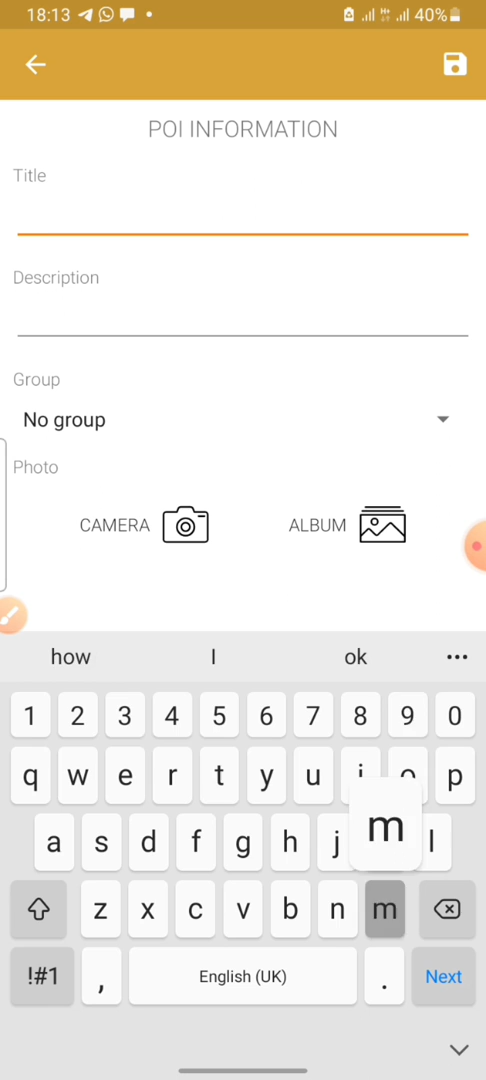 18:13 40%
POI INFORMATION
Title
Description
Group
No group
Photo
CAMERA ALBUM
how I ok •••
1 2 3 4 5 6 7 8 9 0
q w e r t y u i o p
m
a s d f g h j l
z x c v b n m
!#1 , English (UK) . Next